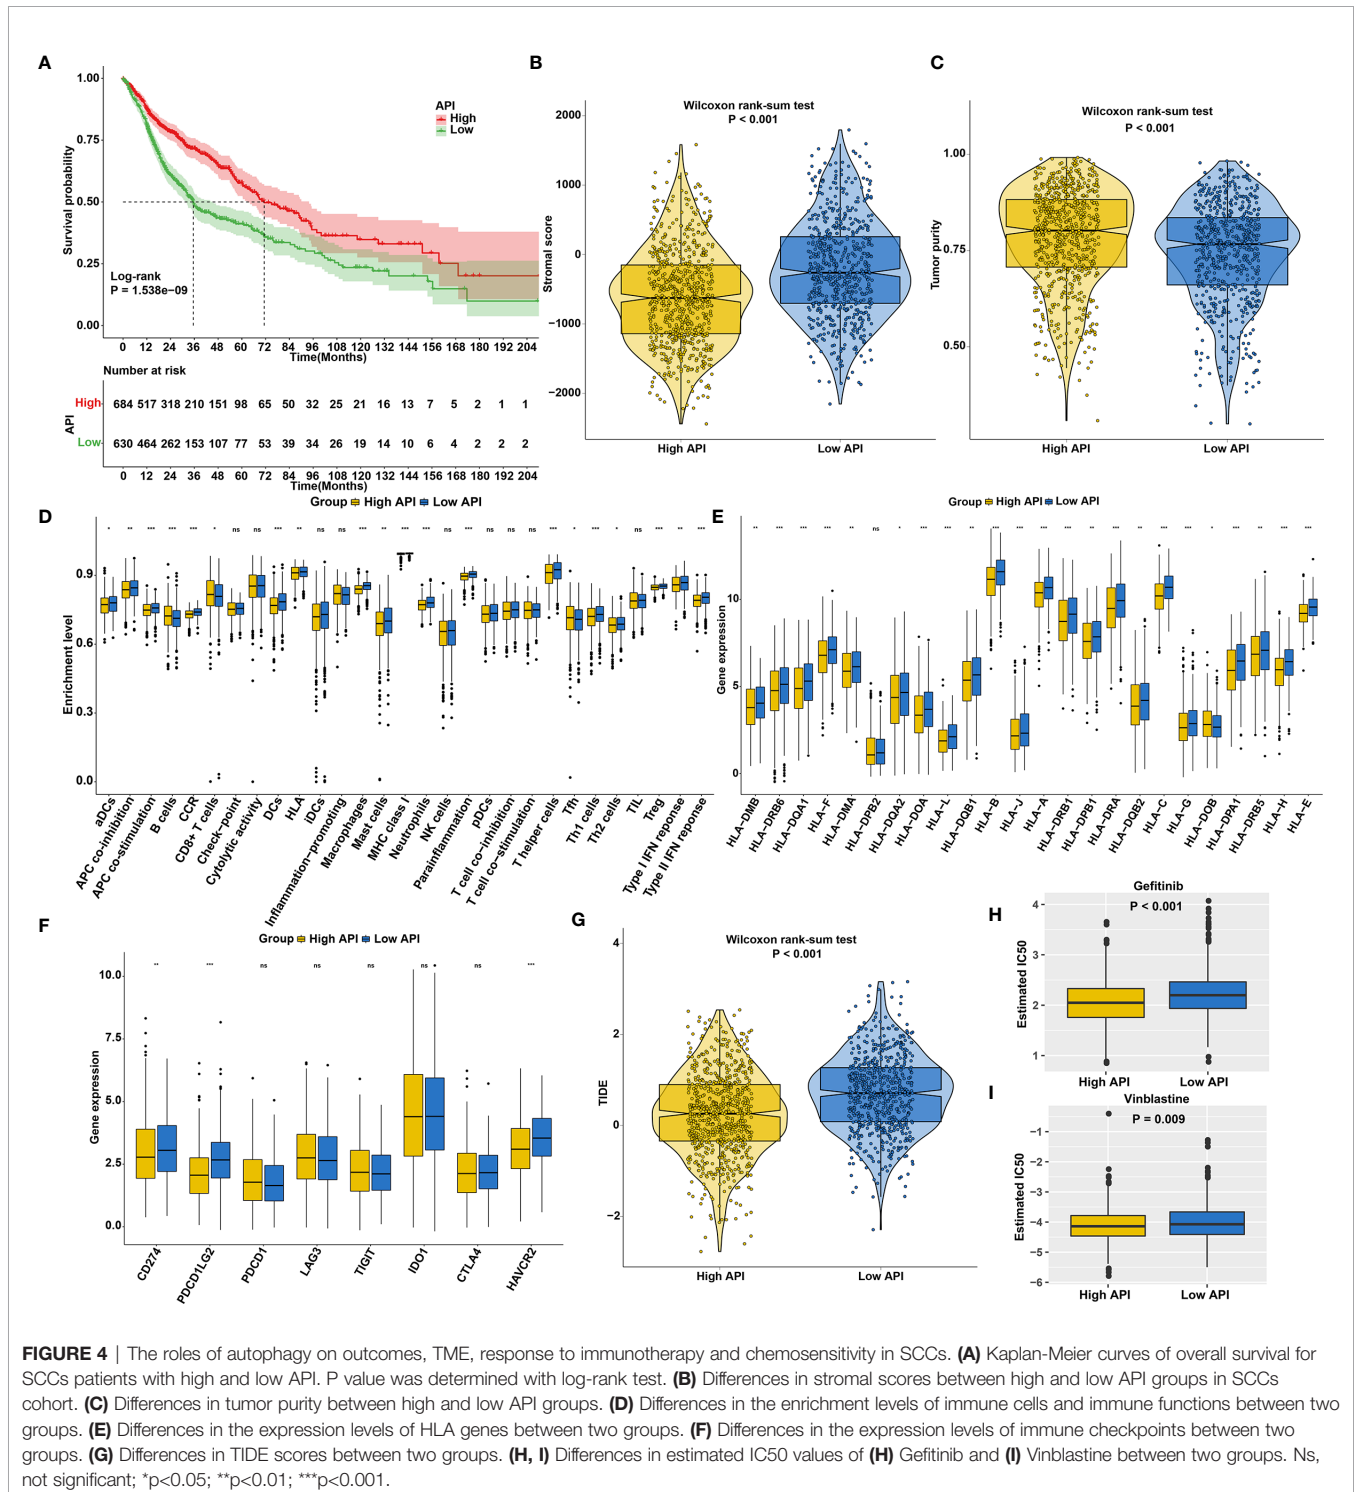 A
1.00
0.75
0.50
0.25
0.00
Survival probability
API
High
Low
Log-rank
P = 1.538e−09
0 12 24 36 48 60 72 84 96 108 120 132 144 156 168 180 192 204
Time(Months)
Number at risk
API
High 684 517 318 210 151 98 65 50 32 25 21 16 13 7 5 2 1 1
Low 630 464 262 153 107 77 53 39 34 26 19 14 10 6 4 2 2 2
0 12 24 36 48 60 72 84 96 108 120 132 144 156 168 180 192 204
Time(Months)
B
Wilcoxon rank-sum test
P < 0.001
2000
1000
0
−1000
−2000
Stromal score
High API Low API
C
Wilcoxon rank-sum test
P < 0.001
1.00
0.75
0.50
Tumor purity
High API Low API
D
Group High API Low API
* ** *** *** *** * ns ns *** ** ns ns *** ** *** *** ns *** ns ns ns *** * *** * ns *** ** ***
0.9
0.6
0.3
0.0
Enrichment level
aDCs
APC co−inhibition
APC co−stimulation
B cells
CCR
CD8+ T cells
Check−point
Cytolytic activity
DCs
HLA
iDCs
Inflammation−promoting
Macrophages
Mast cells
MHC class I
Neutrophils
NK cells
Parainflammation
pDCs
T cell co−inhibition
T cell co−stimulation
T helper cells
Tfh
Th1 cells
Th2 cells
TIL
Treg
Type I IFN reponse
Type II IFN reponse
E
Group High API Low API
** ** *** *** ** ns * *** *** ** *** *** *** *** ** *** ** *** *** * *** ** *** ***
10
5
0
Gene expression
HLA−DMB
HLA−DRB6
HLA−DQA1
HLA−F
HLA−DMA
HLA−DPB2
HLA−DQA2
HLA−DOA
HLA−L
HLA−DQB1
HLA−B
HLA−J
HLA−A
HLA−DRB1
HLA−DPB1
HLA−DRA
HLA−DQB2
HLA−C
HLA−G
HLA−DOB
HLA−DPA1
HLA−DRB5
HLA−H
HLA−E
F
Group High API Low API
** *** ns ns ns ns ns ***
10.0
7.5
5.0
2.5
0.0
Gene expression
CD274
PDCD1LG2
PDCD1
LAG3
TIGIT
IDO1
CTLA4
HAVCR2
G
Wilcoxon rank-sum test
P < 0.001
4
2
0
−2
TIDE
High API Low API
H
Gefitinib
P < 0.001
4
3
2
1
Estimated IC50
High API Low API
I
Vinblastine
P = 0.009
−1
−2
−3
−4
−5
−6
Estimated IC50
High API Low API
FIGURE 4 | The roles of autophagy on outcomes, TME, response to immunotherapy and chemosensitivity in SCCs. (A) Kaplan-Meier curves of overall survival for
SCCs patients with high and low API. P value was determined with log-rank test. (B) Differences in stromal scores between high and low API groups in SCCs
cohort. (C) Differences in tumor purity between high and low API groups. (D) Differences in the enrichment levels of immune cells and immune functions between two
groups. (E) Differences in the expression levels of HLA genes between two groups. (F) Differences in the expression levels of immune checkpoints between two
groups. (G) Differences in TIDE scores between two groups. (H, I) Differences in estimated IC50 values of (H) Gefitinib and (I) Vinblastine between two groups. Ns,
not significant; *p<0.05; **p<0.01; ***p<0.001.